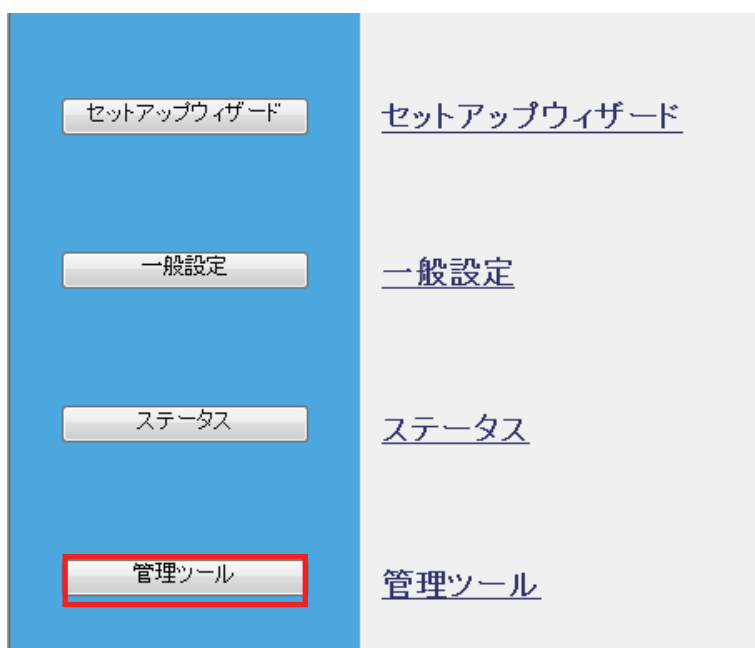 セットアップウィザード
セットアップウィザード
一般設定
一般設定
ステータス
ステータス
管理ツール
管理ツール